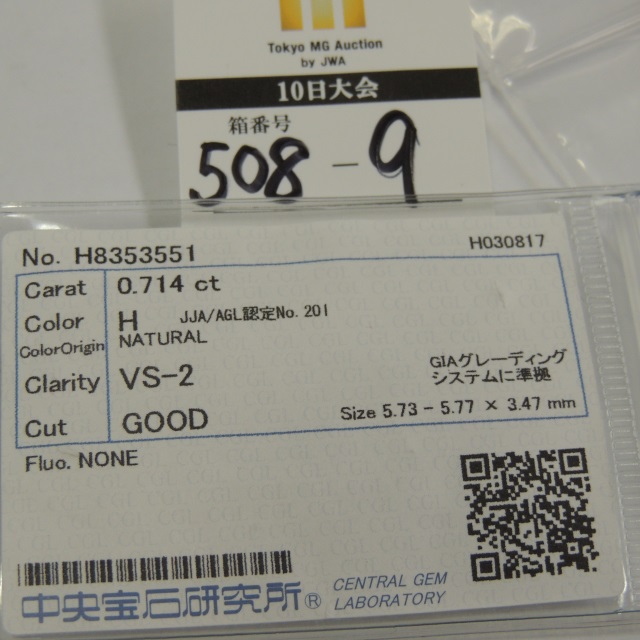 Tokyo MG Auction
by JWA
10日大会
箱番号
508-9
No. H8353551 H030817
Carat 0.714 ct
Color H JJA/AGL認定No.201
ColorOrigin NATURAL
Clarity VS-2 GIAグレーディング
システムに準拠
Cut GOOD Size 5.73 - 5.77 × 3.47 mm
Fluo. NONE
中央宝石研究所® CENTRAL GEM
LABORATORY